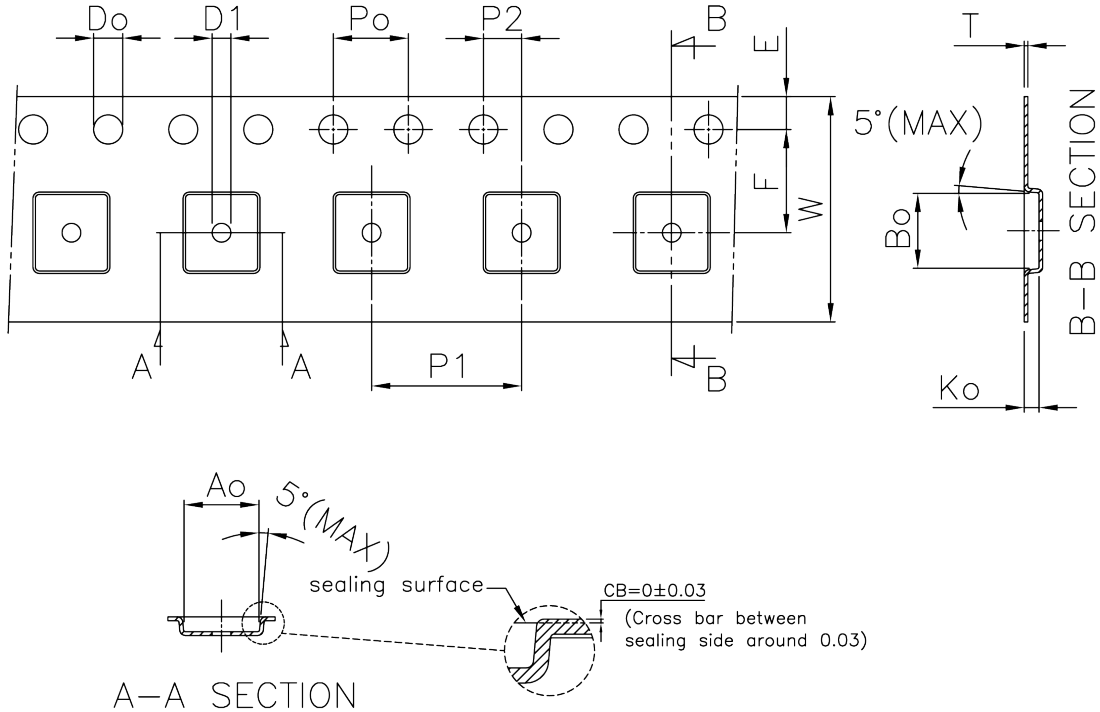 Do
D1
Po
P2
B
E
T
5°(MAX)
F
W
Bo
B-B SECTION
A
A
P1
B
Ko
Ao
5°(MAX)
sealing surface
CB=0±0.03
(Cross bar between
sealing side around 0.03)
A-A SECTION